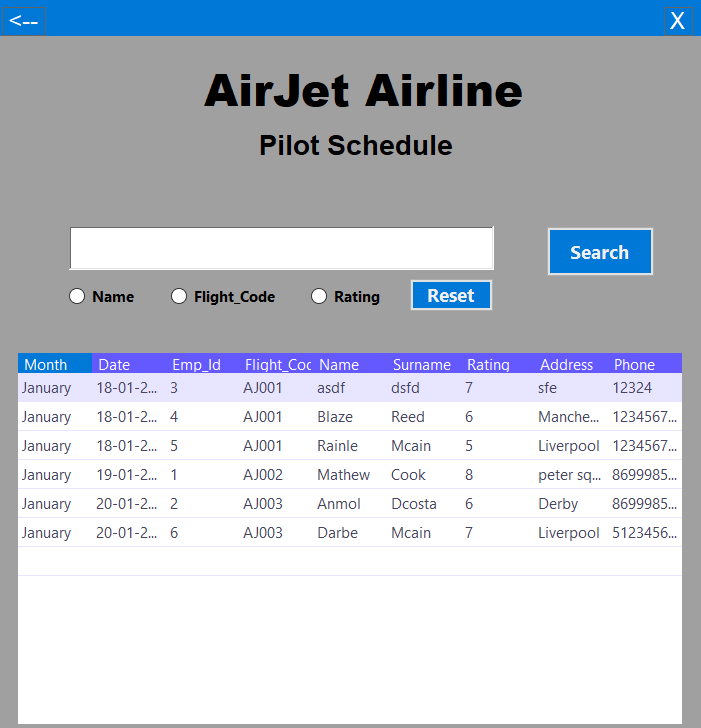 <-- X
AirJet Airline
Pilot Schedule
Search
Name Flight_Code Rating Reset
Month Date Emp_Id Flight_Coc Name Surname Rating Address Phone
January 18-01-2... 3 AJ001 asdf dsfd 7 sfe 12324
January 18-01-2... 4 AJ001 Blaze Reed 6 Manche... 1234567...
January 18-01-2... 5 AJ001 Rainle Mcain 5 Liverpool 1234567...
January 19-01-2... 1 AJ002 Mathew Cook 8 peter sq... 8699985...
January 20-01-2... 2 AJ003 Anmol Dcosta 6 Derby 8699985...
January 20-01-2... 6 AJ003 Darbe Mcain 7 Liverpool 5123456...